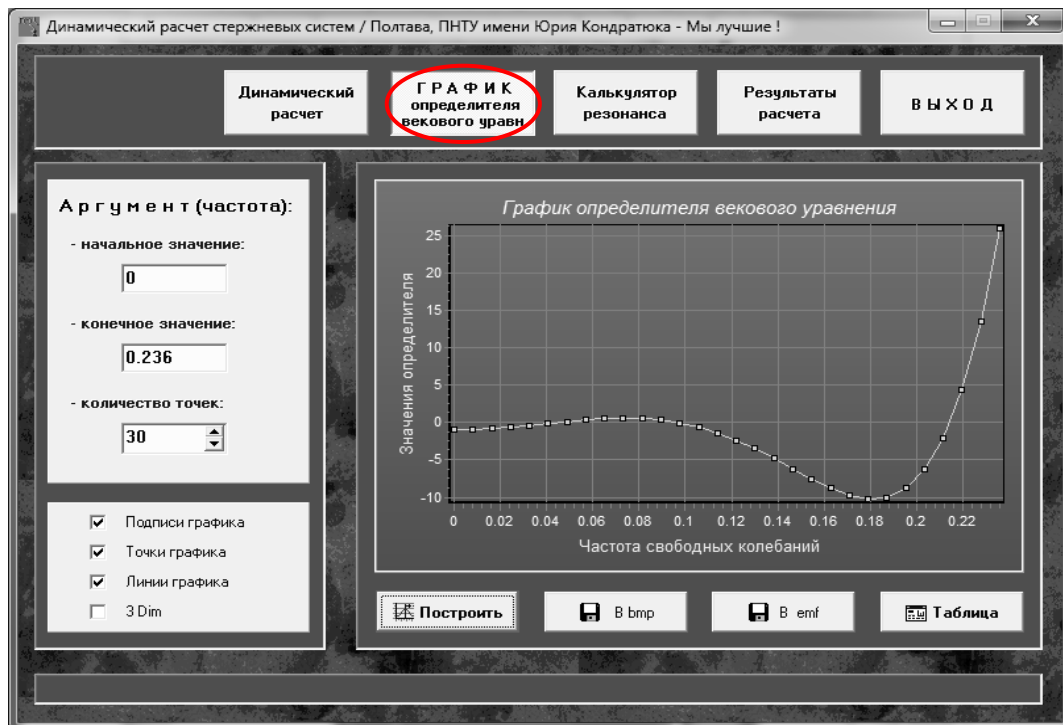 Динамический расчет стержневых систем / Полтава, ПНТУ имени Юрия Кондратюка - Мы лучшие !
Динамический
расчет
Г Р А Ф И К
определителя
векового уравн
Калькулятор
резонанса
Результаты
расчета
В Ы Х О Д
А р г у м е н т (частота):
- начальное значение:
0
- конечное значение:
0.236
- количество точек:
30
Подписи графика
Точки графика
Линии графика
3 Dim
График определителя векового уравнения
Значения определителя
25
20
15
10
5
0
-5
-10
0 0.02 0.04 0.06 0.08 0.1 0.12 0.14 0.16 0.18 0.2 0.22
Частота свободных колебаний
Построить
В bmp
В emf
Таблица